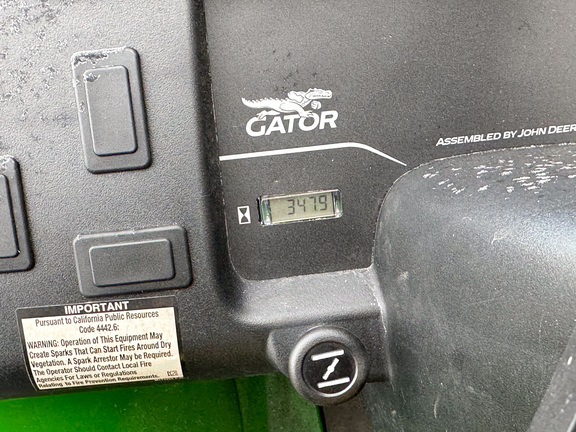 GATOR
ASSEMBLED BY JOHN DEER
3479
IMPORTANT
Pursuant to California Public Resources
Code 4442.6:
WARNING: Operation of This Equipment May
Create Sparks That Can Start Fires Around Dry
Vegetation. A Spark Arrestor May be Required.
The Operator Should Contact Local Fire
Agencies For Laws or Regulations
Relating to Fire Prevention Requirements.